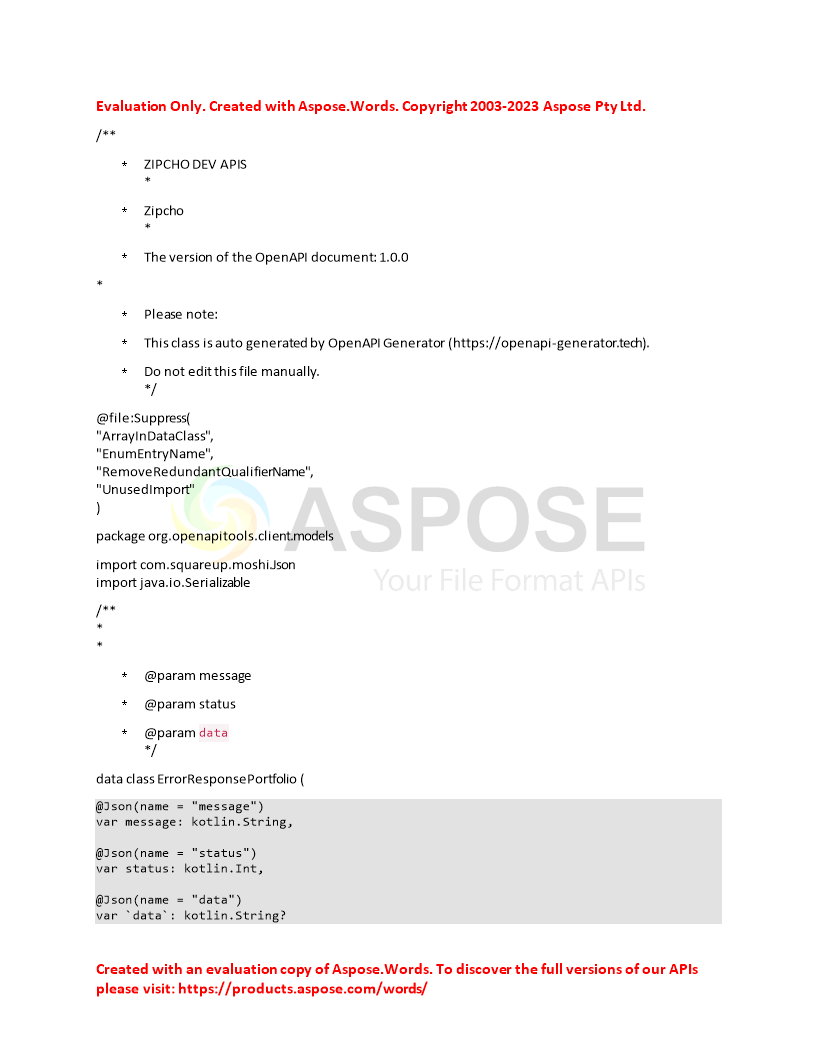 Evaluation Only. Created with Aspose.Words. Copyright 2003-2023 Aspose Pty Ltd.
/**
* ZIPCHO DEV APIS
*
* Zipcho
*
* The version of the OpenAPI document: 1.0.0
*
* Please note:
* This class is auto generated by OpenAPI Generator (https://openapi-generator.tech).
* Do not edit this file manually.
*/
@file:Suppress(
"ArrayInDataClass",
"EnumEntryName",
"RemoveRedundantQualifierName",
"UnusedImport"
)
ASPOSE
Your File Format APIs
package org.openapitools.client.models
import com.squareup.moshi.Json
import java.io.Serializable
/**
*
*
* @param message
* @param status
* @param data
*/
data class ErrorResponsePortfolio (
@Json(name = "message")
var message: kotlin.String,
@Json(name = "status")
var status: kotlin.Int,
@Json(name = "data")
var `data`: kotlin.String?
Created with an evaluation copy of Aspose.Words. To discover the full versions of our APIs
please visit: https://products.aspose.com/words/